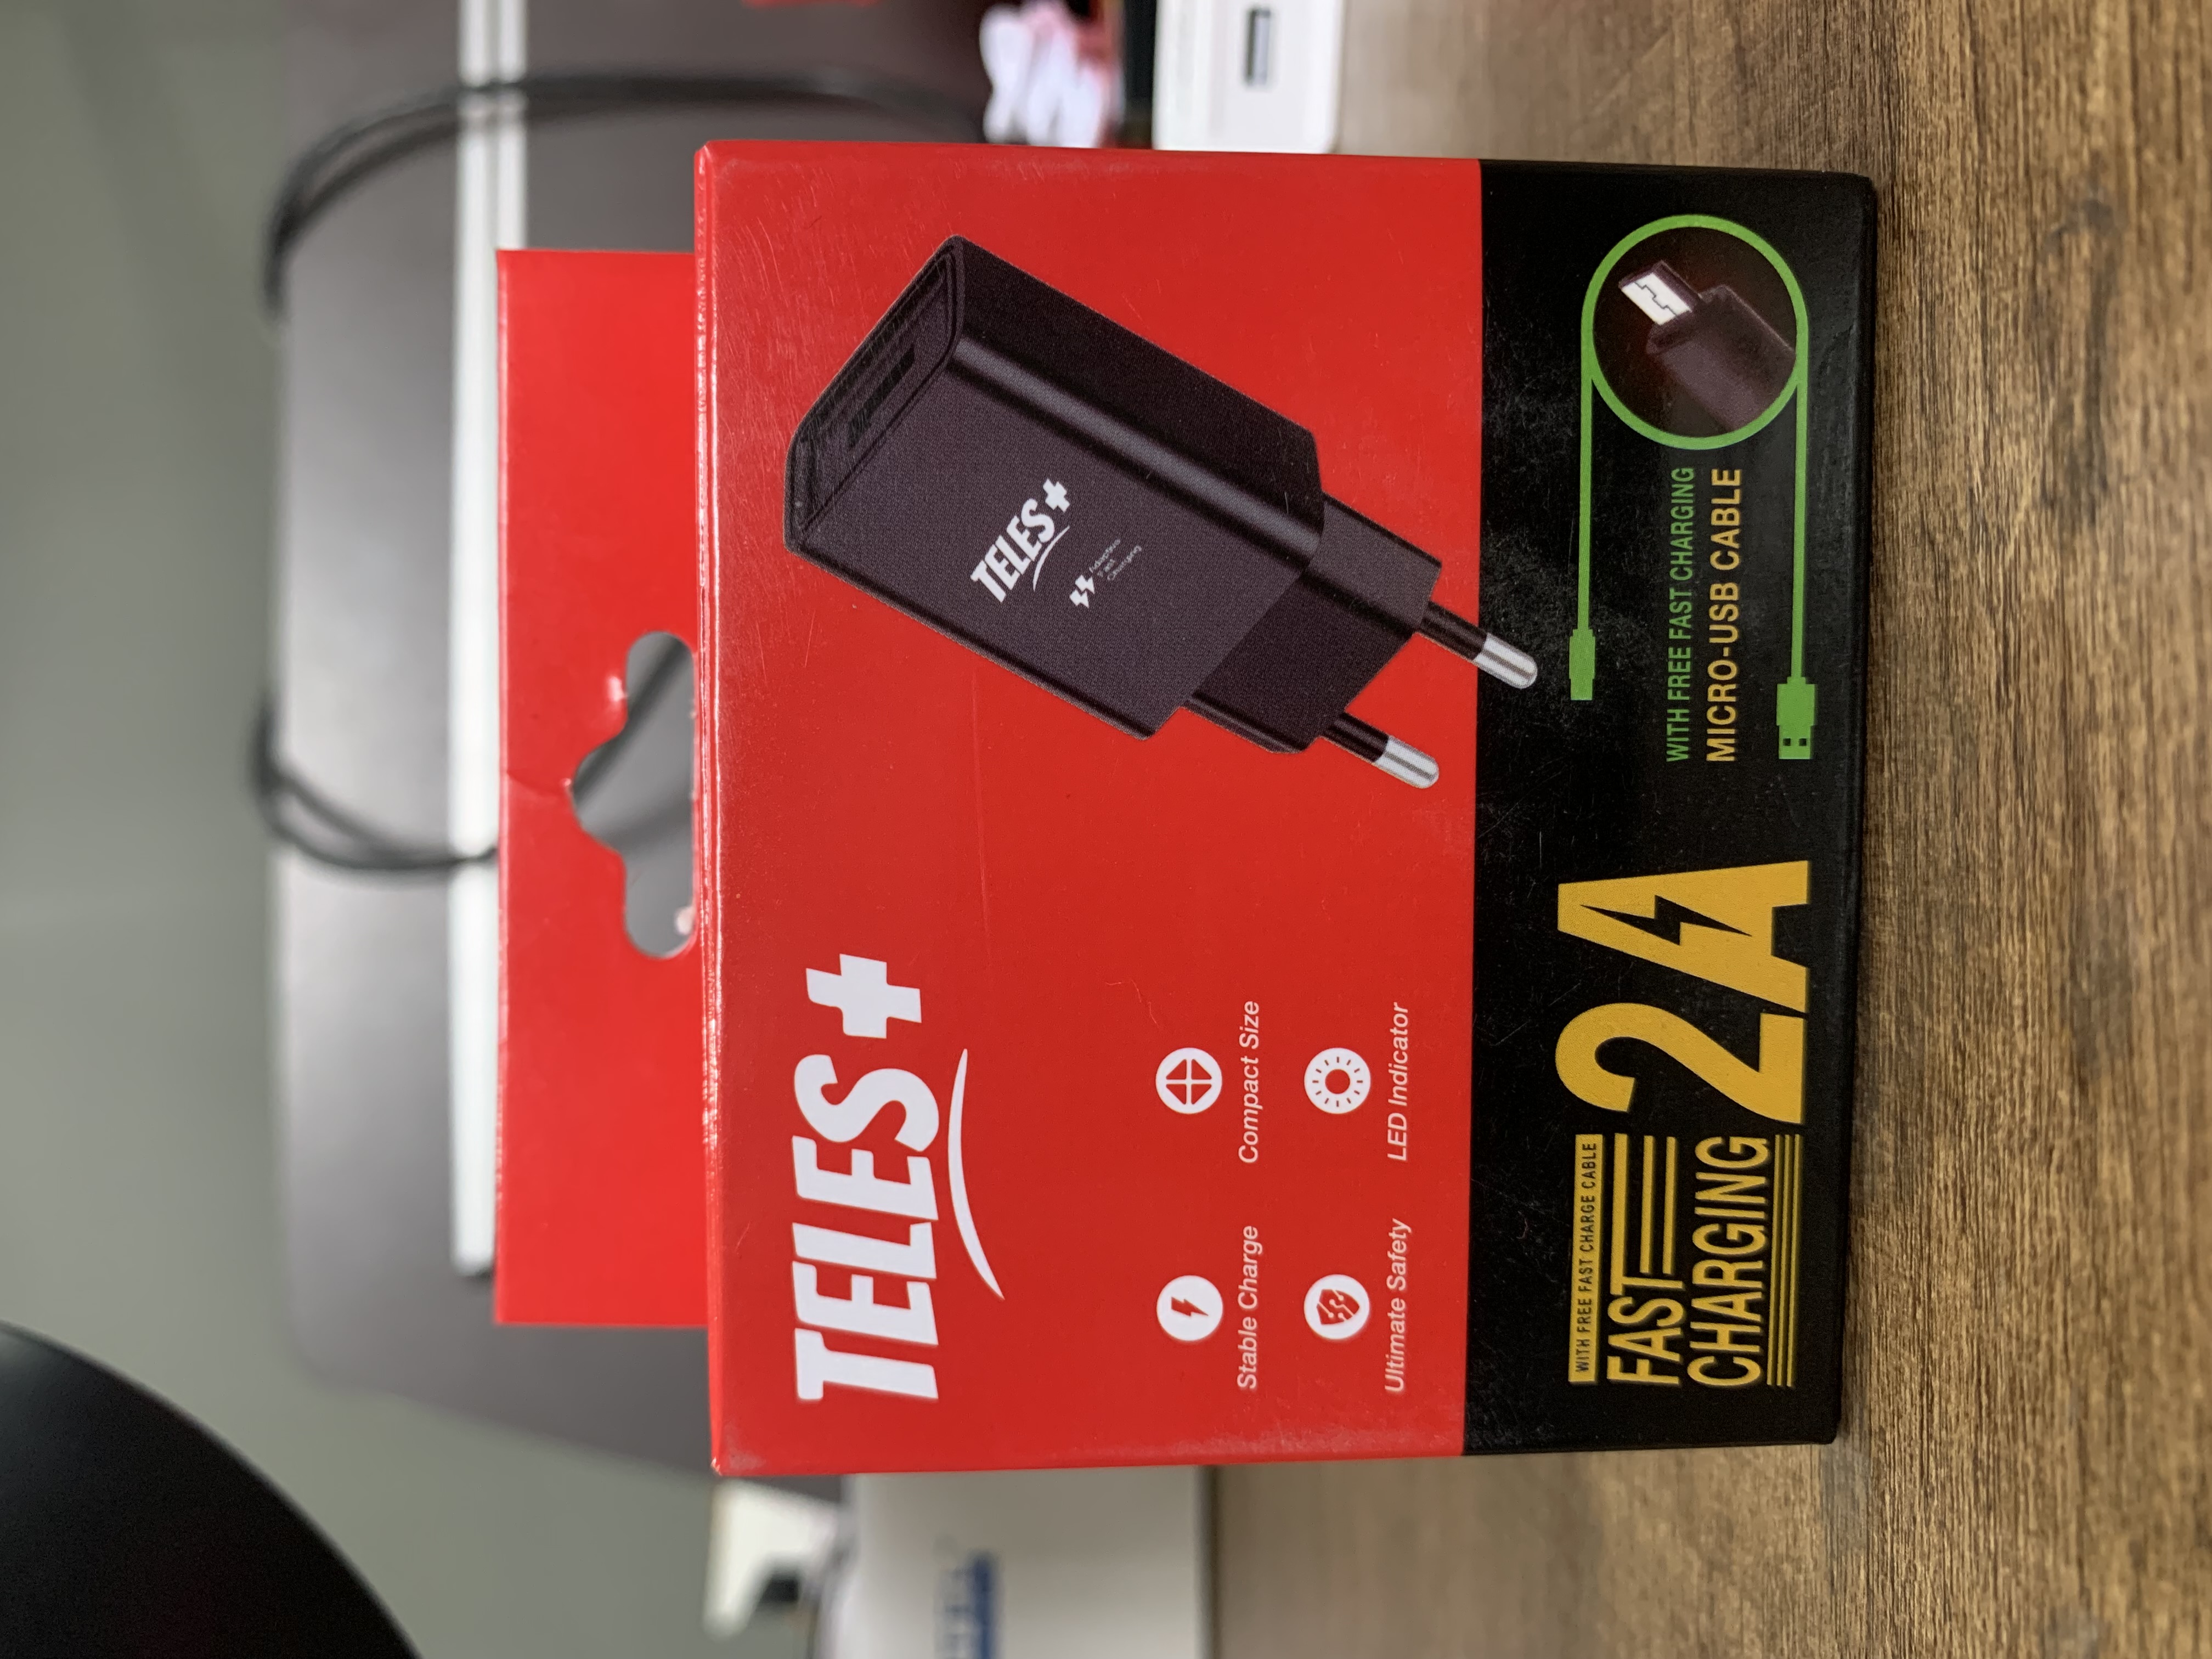 TELES+
TELES+
Adaptive
Fast
Charging
Stable Charge
Compact Size
Ultimate Safety
LED Indicator
WITH FREE FAST CHARGE CABLE
FAST
CHARGING
2A
WITH FREE FAST CHARGING
MICRO-USB CABLE